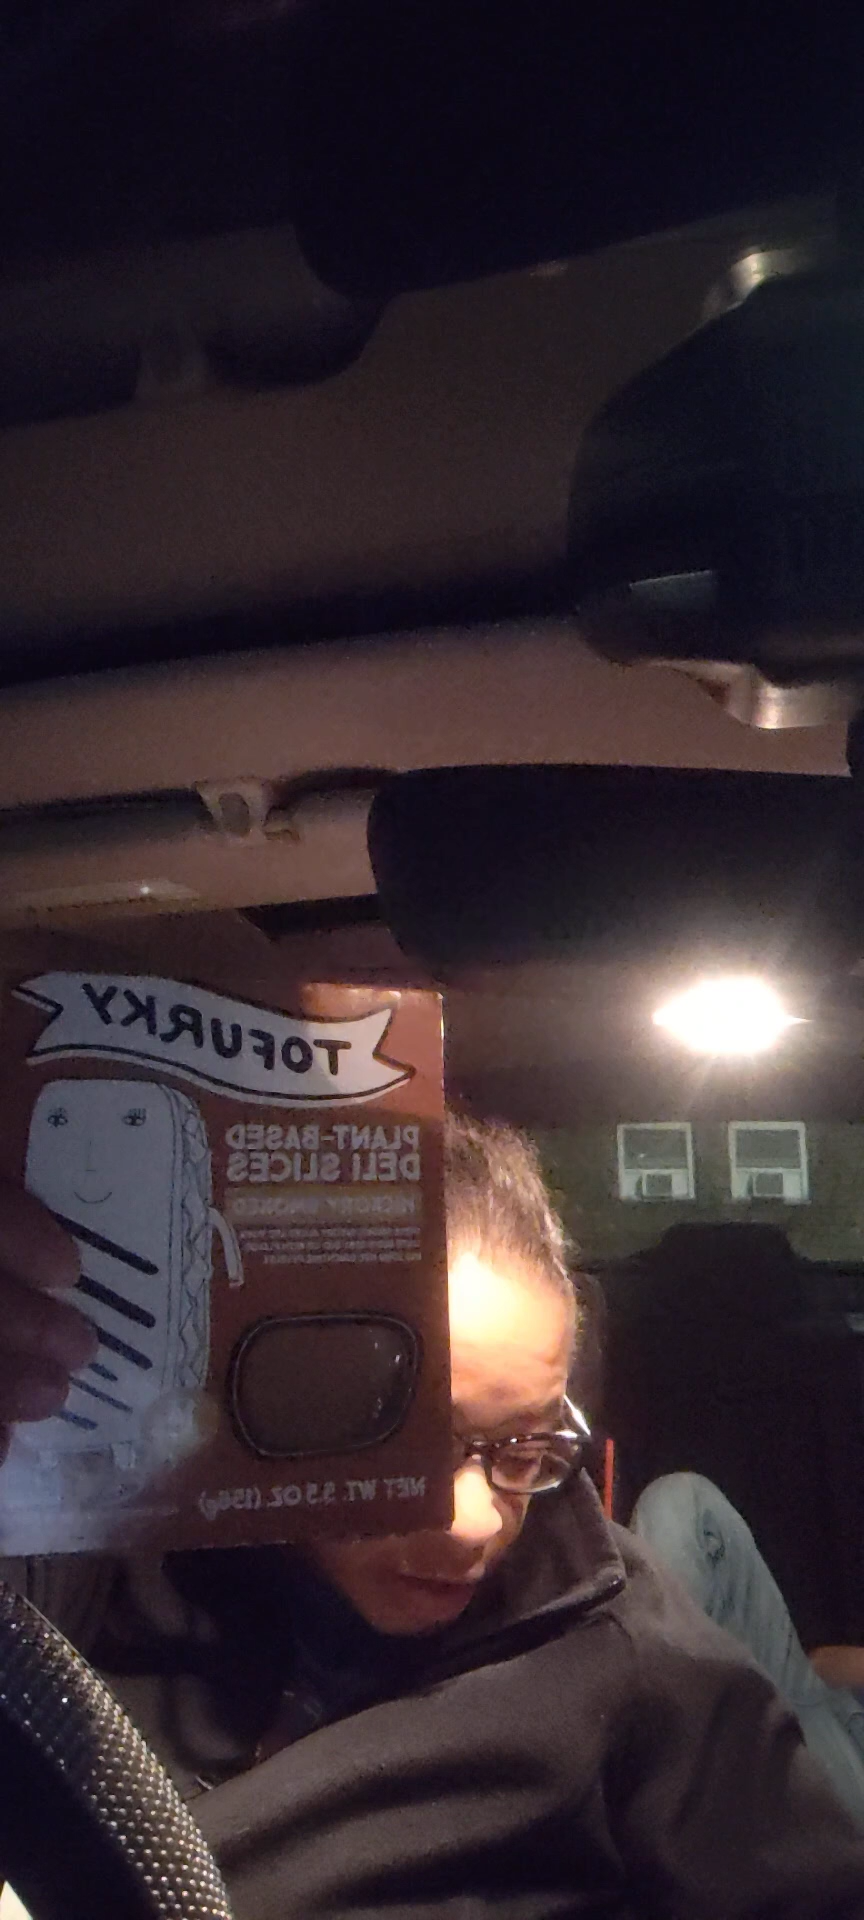 TOFURKY
PLANT-BASED
DELI SLICES
HICKORY SMOKED
NET WT. 5.5 OZ. (156g)